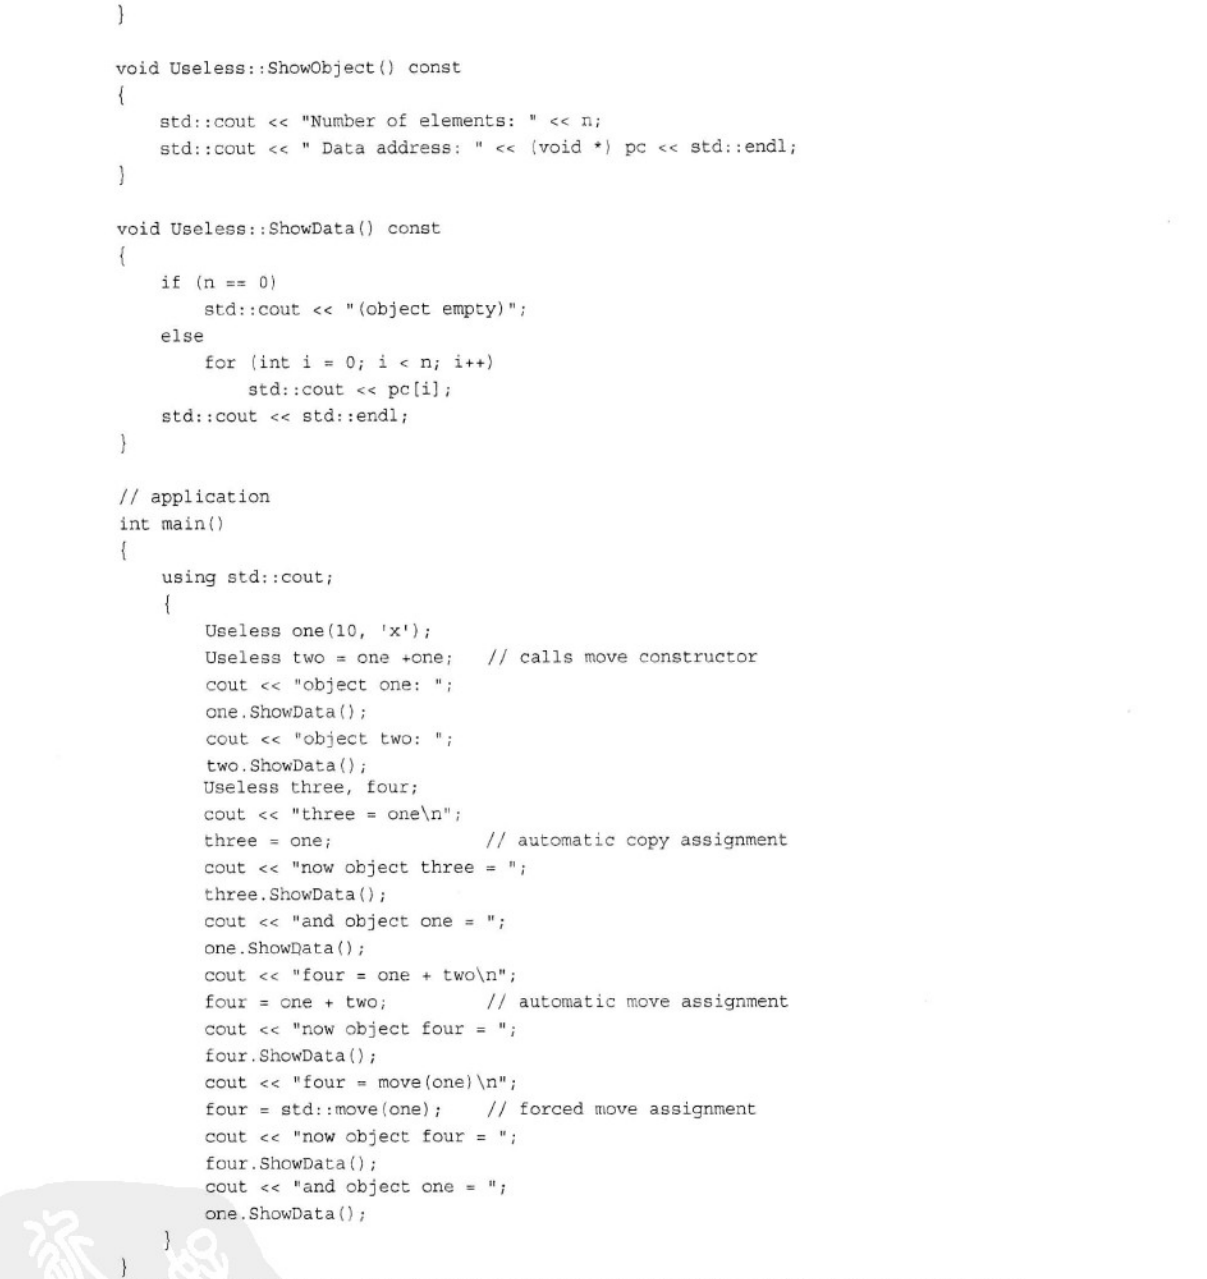 }
void Useless::ShowObject() const
{
    std::cout << "Number of elements: " << n;
    std::cout << " Data address: " << (void *) pc << std::endl;
}
void Useless::ShowData() const
{
    if (n == 0)
        std::cout << "(object empty)";
    else
        for (int i = 0; i < n; i++)
            std::cout << pc[i];
    std::cout << std::endl;
}
// application
int main()
{
    using std::cout;
    {
        Useless one(10, 'x');
        Useless two = one +one;   // calls move constructor
        cout << "object one: ";
        one.ShowData();
        cout << "object two: ";
        two.ShowData();
        Useless three, four;
        cout << "three = one\n";
        three = one;              // automatic copy assignment
        cout << "now object three = ";
        three.ShowData();
        cout << "and object one = ";
        one.ShowData();
        cout << "four = one + two\n";
        four = one + two;         // automatic move assignment
        cout << "now object four = ";
        four.ShowData();
        cout << "four = move(one)\n";
        four = std::move(one);    // forced move assignment
        cout << "now object four = ";
        four.ShowData();
        cout << "and object one = ";
        one.ShowData();
    }
}